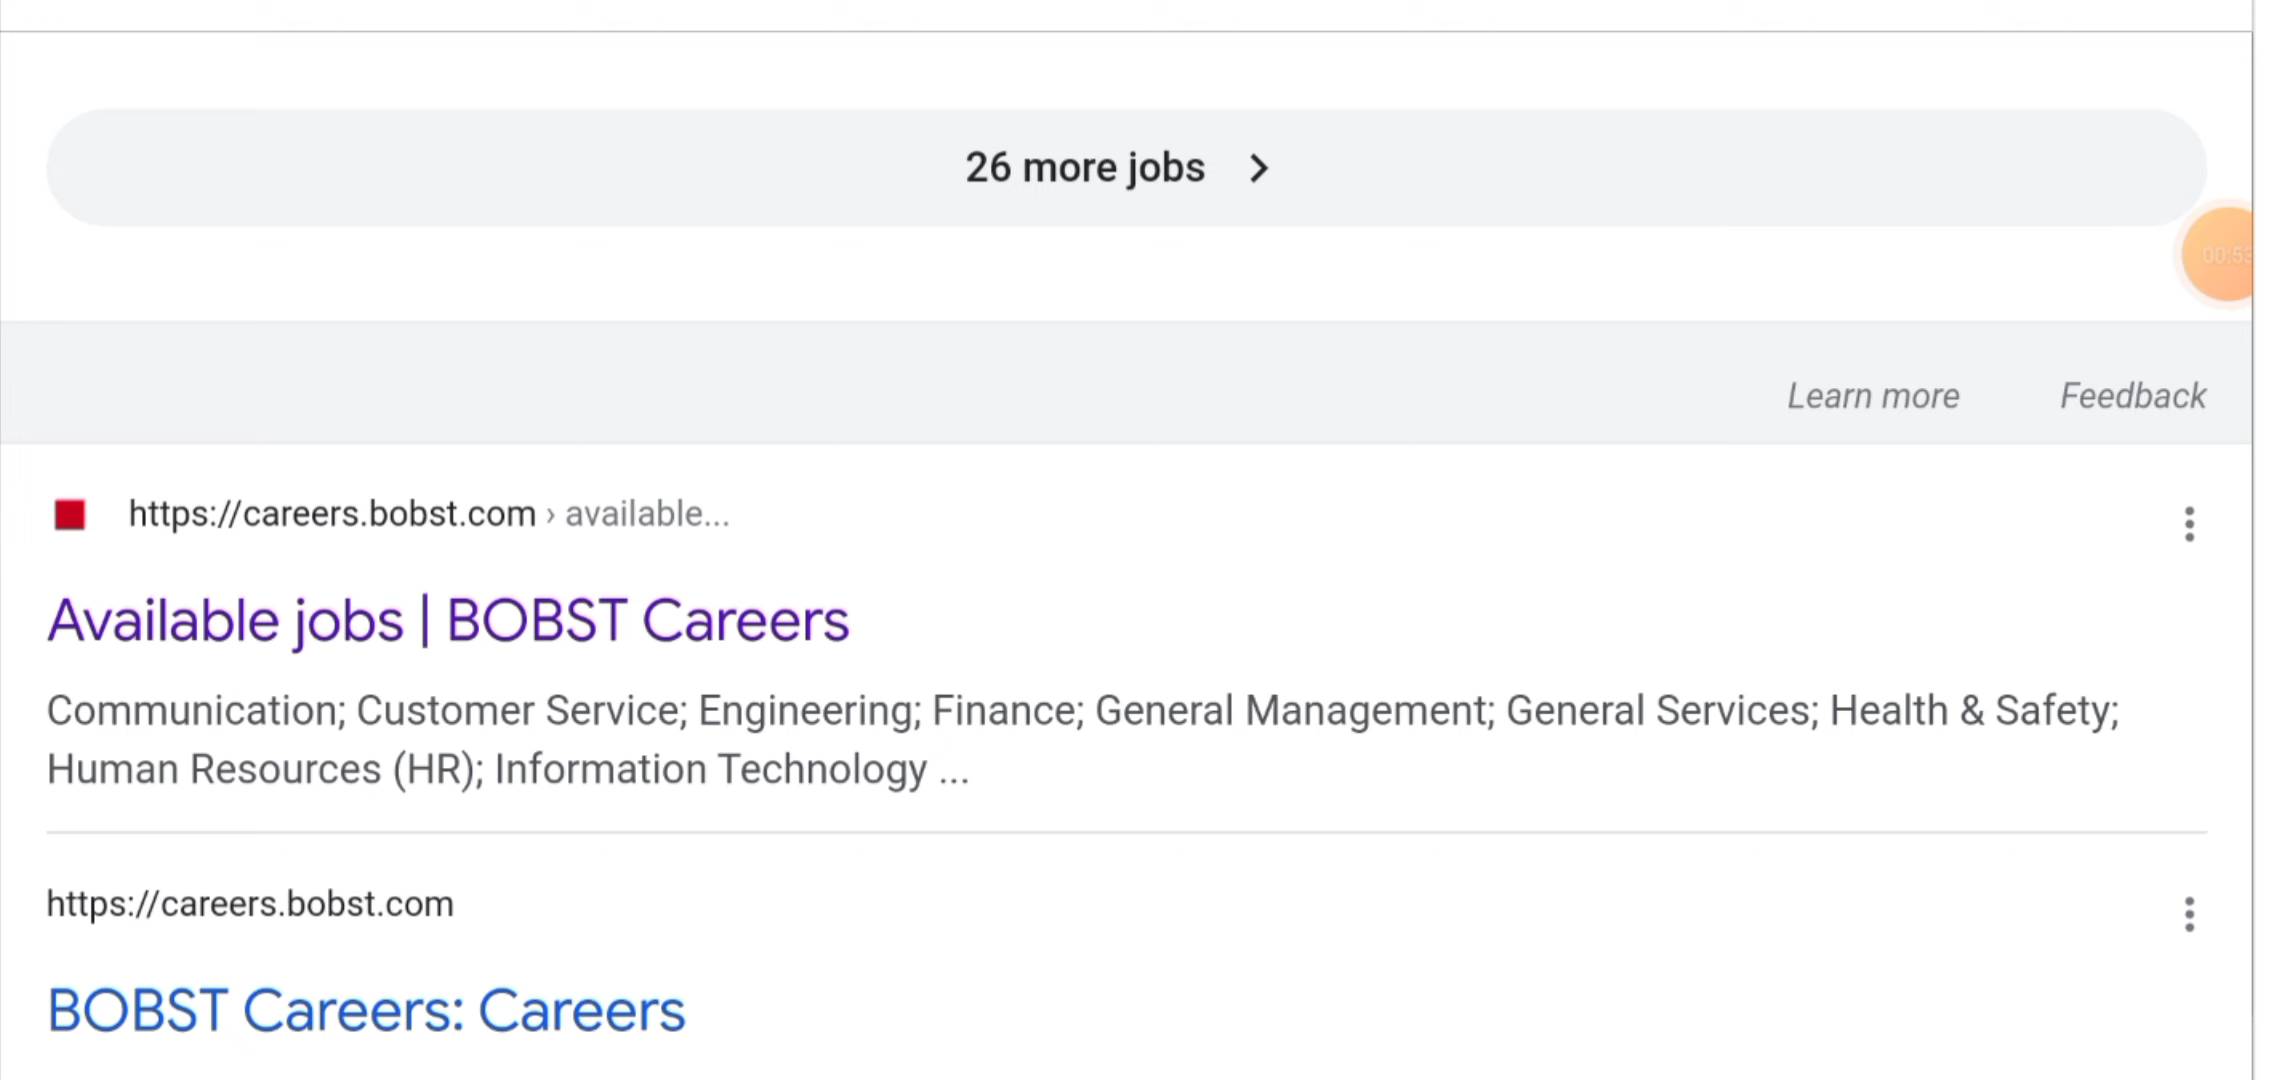 26 more jobs
Learn more Feedback
https://careers.bobst.com › available...
Available jobs | BOBST Careers
Communication; Customer Service; Engineering; Finance; General Management; General Services; Health & Safety;
Human Resources (HR); Information Technology ...
https://careers.bobst.com
BOBST Careers: Careers